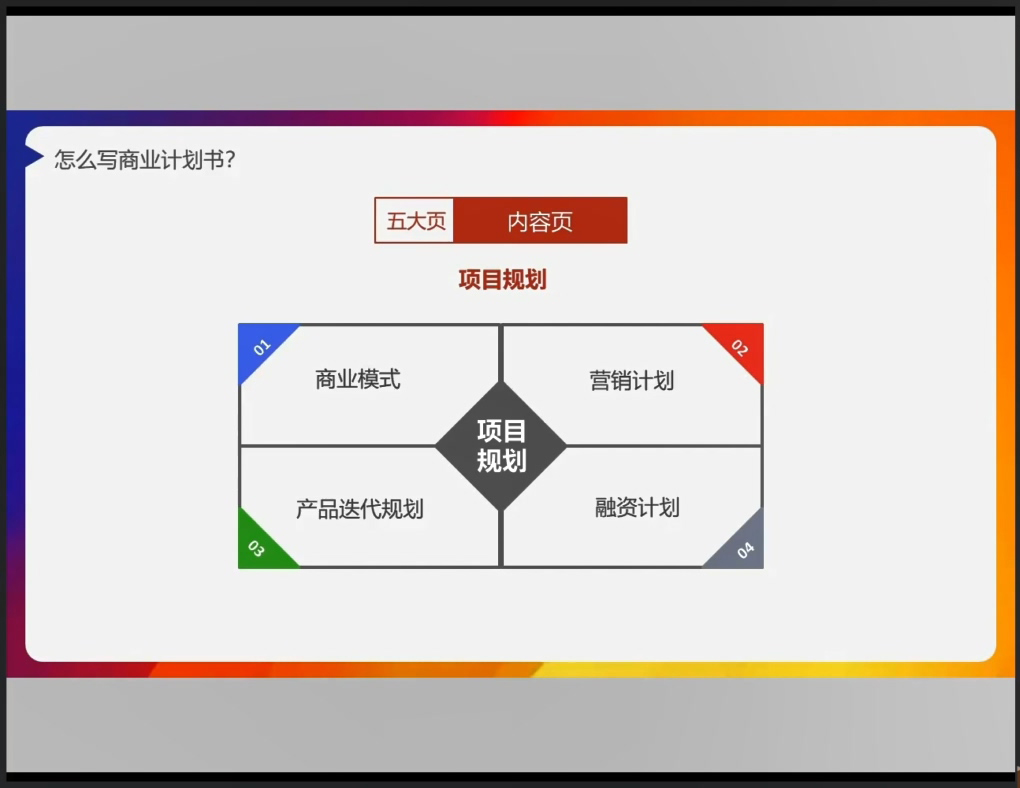 怎么写商业计划书?
五大页 内容页
项目规划
01
商业模式
02
营销计划
项目
规划
03
产品迭代规划
04
融资计划